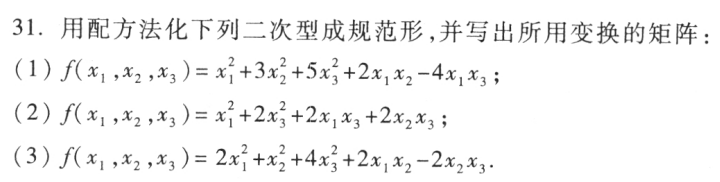 31. 用配方法化下列二次型成规范形,并写出所用变换的矩阵:
(1) f(x₁,x₂,x₃)= x₁²+3x₂²+5x₃²+2x₁x₂-4x₁x₃;
(2) f(x₁,x₂,x₃)= x₁²+2x₃²+2x₁x₃+2x₂x₃;
(3) f(x₁,x₂,x₃)= 2x₁²+x₂²+4x₃²+2x₁x₂-2x₂x₃.